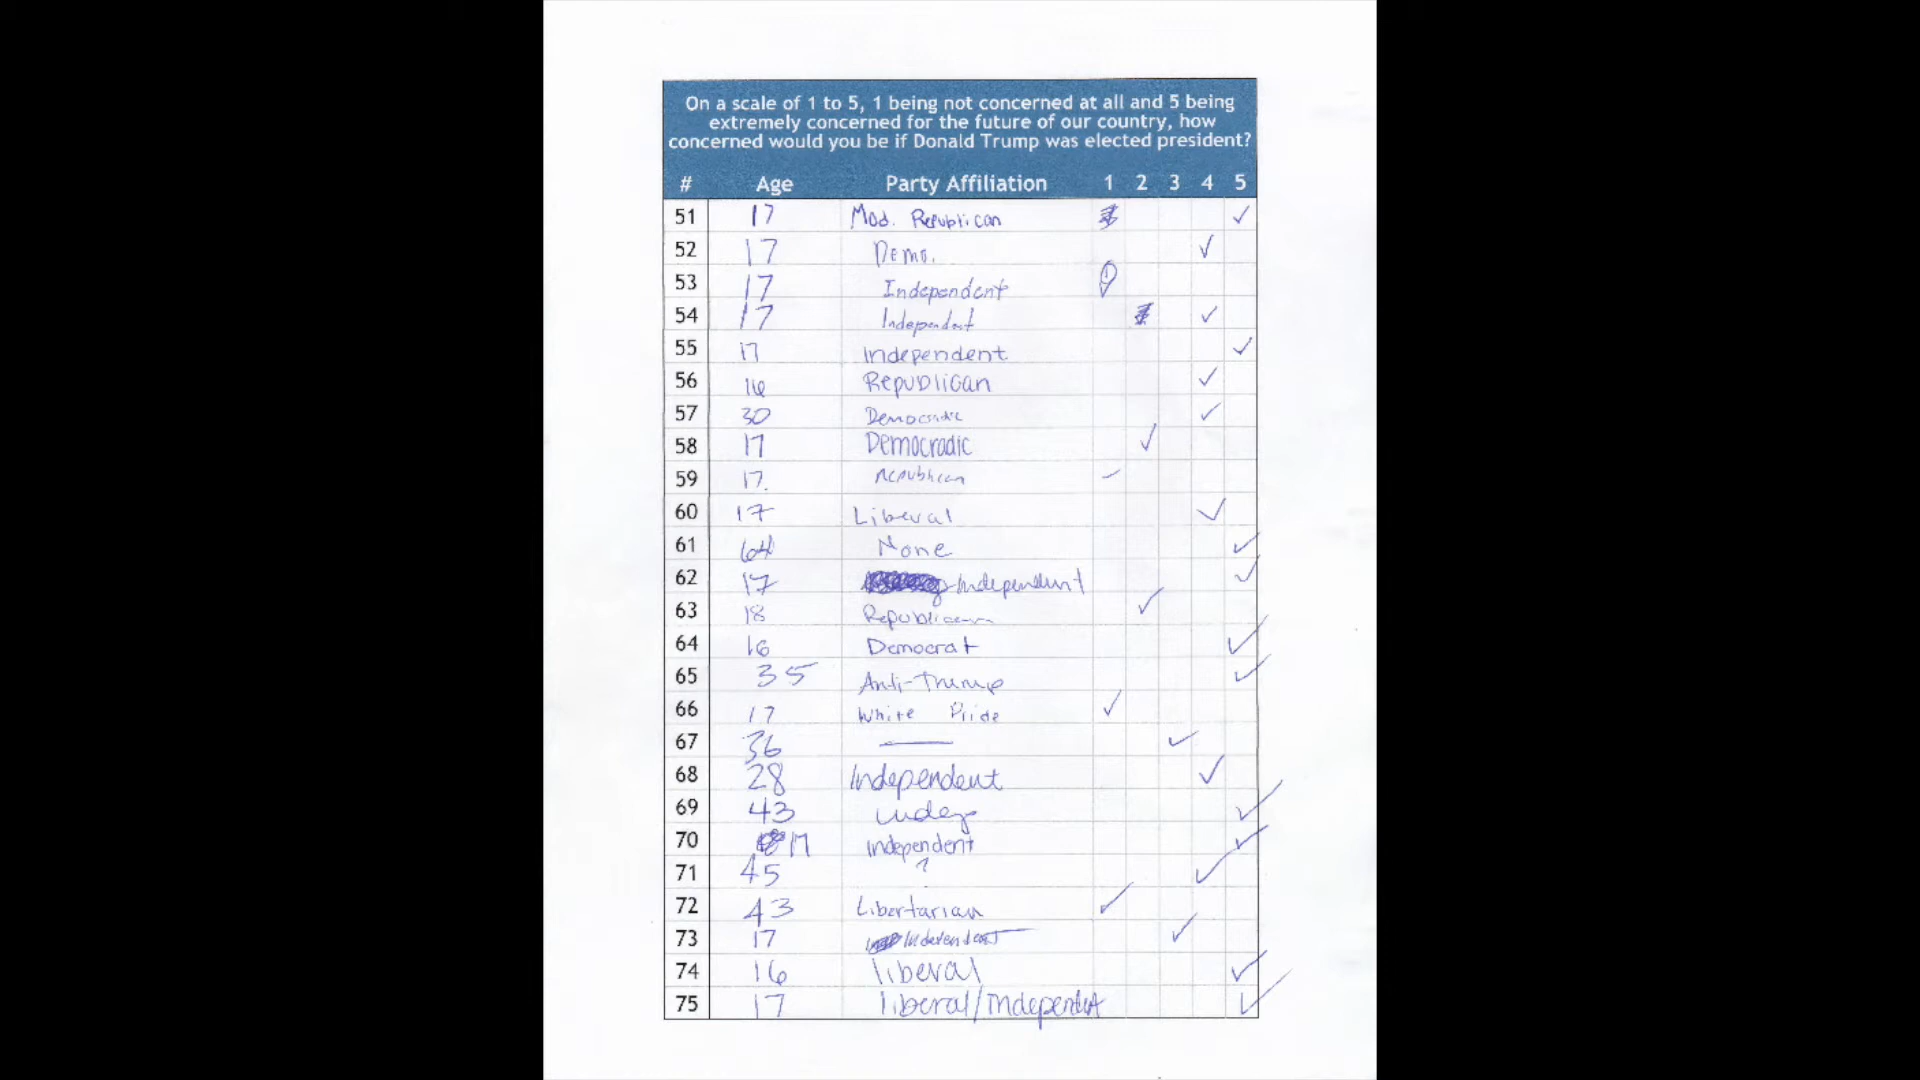 On a scale of 1 to 5, 1 being not concerned at all and 5 being
extremely concerned for the future of our country, how
concerned would you be if Donald Trump was elected president?
# Age Party Affiliation 1 2 3 4 5
51 17 Mod. Republican ✓
52 17 Demo. ✓
53 17 Independent
54 17 Independent ✓
55 17 Independent ✓
56 16 Republican ✓
57 30 Democradic ✓
58 17 Democradic ✓
59 17. Republican ✓
60 17 Liberal ✓
61 64 None ✓
62 17 Independent ✓
63 18 Republican ✓
64 16 Democrat ✓
65 35 Anti-Trump ✓
66 17 White Pride ✓
67 36 — ✓
68 28 Independent ✓
69 43 indep ✓
70 17 Independent ✓
71 45 ? ✓
72 43 Libertarian ✓
73 17 Independent ✓
74 16 liberal ✓
75 17 liberal/Independent ✓